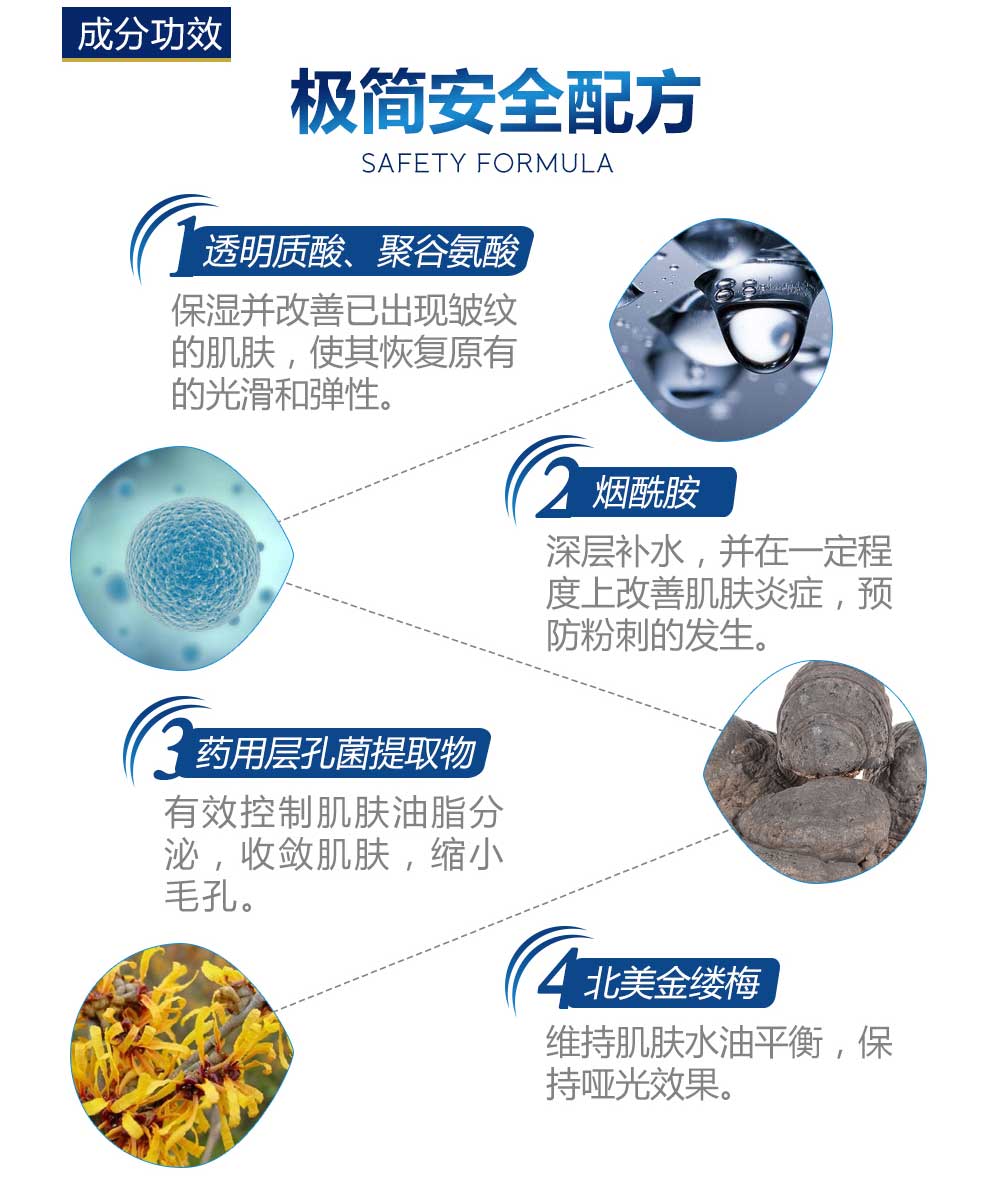 成分功效
极简安全配方
SAFETY FORMULA
1 透明质酸、聚谷氨酸
保湿并改善已出现皱纹
的肌肤，使其恢复原有
的光滑和弹性。
2 烟酰胺
深层补水，并在一定程
度上改善肌肤炎症，预
防粉刺的发生。
3 药用层孔菌提取物
有效控制肌肤油脂分
泌，收敛肌肤，缩小
毛孔。
4 北美金缕梅
维持肌肤水油平衡，保
持哑光效果。